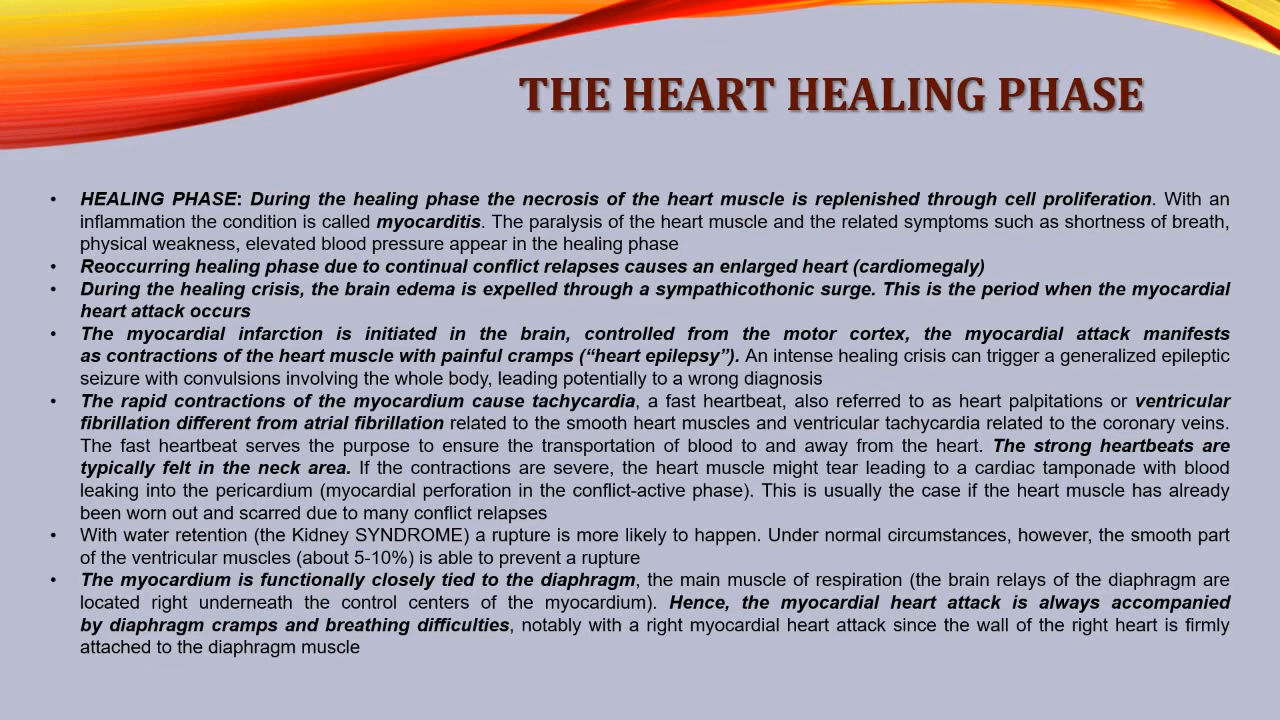 THE HEART HEALING PHASE
• HEALING PHASE: During the healing phase the necrosis of the heart muscle is replenished through cell proliferation. With an
inflammation the condition is called myocarditis. The paralysis of the heart muscle and the related symptoms such as shortness of breath,
physical weakness, elevated blood pressure appear in the healing phase
• Reoccurring healing phase due to continual conflict relapses causes an enlarged heart (cardiomegaly)
• During the healing crisis, the brain edema is expelled through a sympathicothonic surge. This is the period when the myocardial
heart attack occurs
• The myocardial infarction is initiated in the brain, controlled from the motor cortex, the myocardial attack manifests
as contractions of the heart muscle with painful cramps (“heart epilepsy”). An intense healing crisis can trigger a generalized epileptic
seizure with convulsions involving the whole body, leading potentially to a wrong diagnosis
• The rapid contractions of the myocardium cause tachycardia, a fast heartbeat, also referred to as heart palpitations or ventricular
fibrillation different from atrial fibrillation related to the smooth heart muscles and ventricular tachycardia related to the coronary veins.
The fast heartbeat serves the purpose to ensure the transportation of blood to and away from the heart. The strong heartbeats are
typically felt in the neck area. If the contractions are severe, the heart muscle might tear leading to a cardiac tamponade with blood
leaking into the pericardium (myocardial perforation in the conflict-active phase). This is usually the case if the heart muscle has already
been worn out and scarred due to many conflict relapses
• With water retention (the Kidney SYNDROME) a rupture is more likely to happen. Under normal circumstances, however, the smooth part
of the ventricular muscles (about 5-10%) is able to prevent a rupture
• The myocardium is functionally closely tied to the diaphragm, the main muscle of respiration (the brain relays of the diaphragm are
located right underneath the control centers of the myocardium). Hence, the myocardial heart attack is always accompanied
by diaphragm cramps and breathing difficulties, notably with a right myocardial heart attack since the wall of the right heart is firmly
attached to the diaphragm muscle